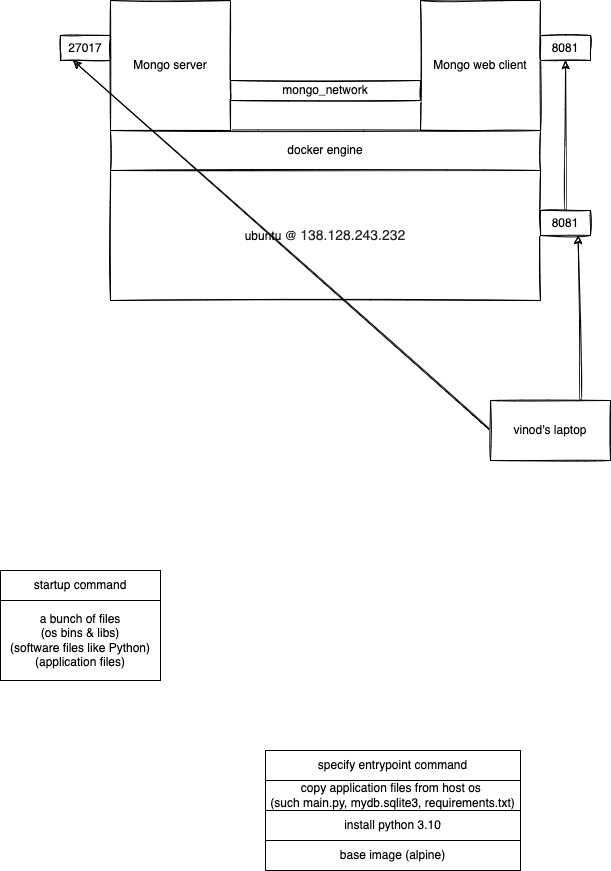 27017
Mongo server
Mongo web client
8081
mongo_network
docker engine
ubuntu @ 138.128.243.232
8081
vinod's laptop
startup command
a bunch of files
(os bins & libs)
(software files like Python)
(application files)
specify entrypoint command
copy application files from host os
(such main.py, mydb.sqlite3, requirements.txt)
install python 3.10
base image (alpine)